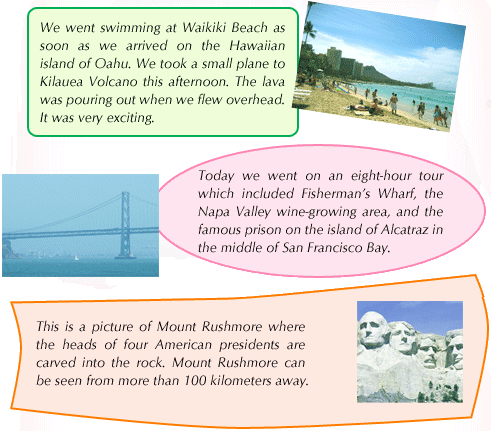 We went swimming at Waikiki Beach as
soon as we arrived on the Hawaiian
island of Oahu. We took a small plane to
Kilauea Volcano this afternoon. The lava
was pouring out when we flew overhead.
It was very exciting.
Today we went on an eight-hour tour
which included Fisherman's Wharf, the
Napa Valley wine-growing area, and the
famous prison on the island of Alcatraz in
the middle of San Francisco Bay.
This is a picture of Mount Rushmore where
the heads of four American presidents are
carved into the rock. Mount Rushmore can
be seen from more than 100 kilometers away.